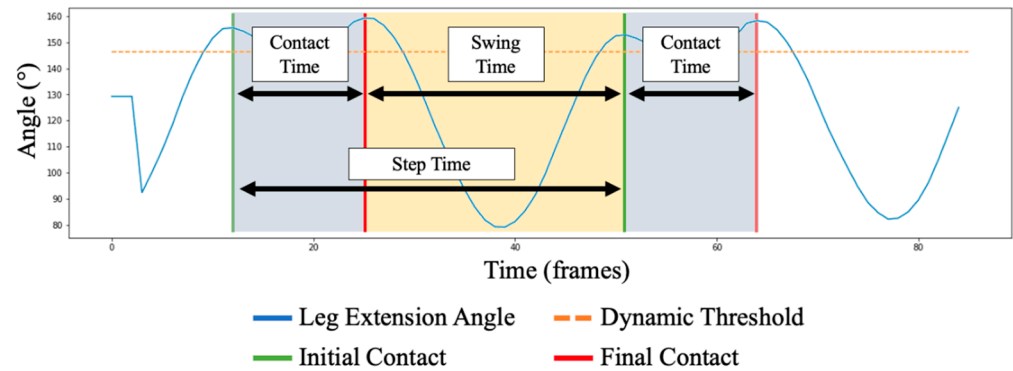 160
150
140
130
120
110
100
90
80
Angle (°)
Contact
Time
Swing
Time
Contact
Time
Step Time
0
20
40
60
80
Time (frames)
Leg Extension Angle
Dynamic Threshold
Initial Contact
Final Contact